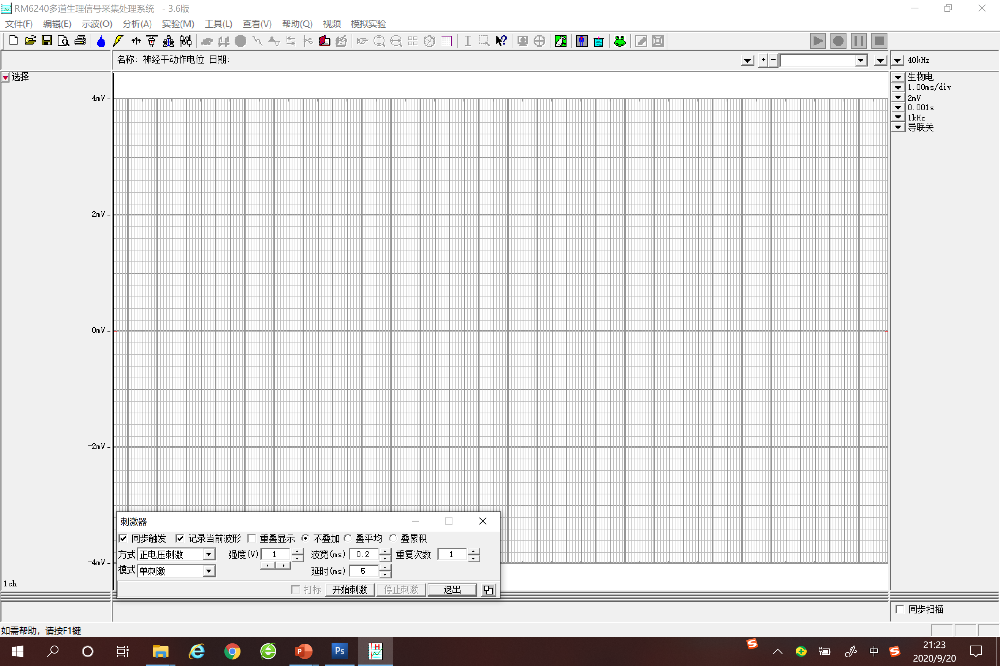 RM6240多道生理信号采集处理系统 - 3.6版
文件(F) 编辑(E) 示波(O) 分析(A) 实验(M) 工具(L) 查看(V) 帮助(Q) 视频 模拟实验
名称: 神经干动作电位 日期:
+ -
40kHz
选择
生物电
1.00ms/div
2mV
0.001s
1kHz
导联关
4mV
2mV
0mV
-2mV
-4mV
1ch
刺激器
同步触发 记录当前波形 重叠显示 不叠加 叠平均 叠累积
方式 正电压刺激 强度(V) 1 波宽(ms) 0.2 重复次数 1
模式 单刺激 延时(ms) 5
打标 开始刺激 停止刺激 退出
同步扫描
如需帮助, 请按F1键
P Ps H
中 S
21:23
2020/9/20